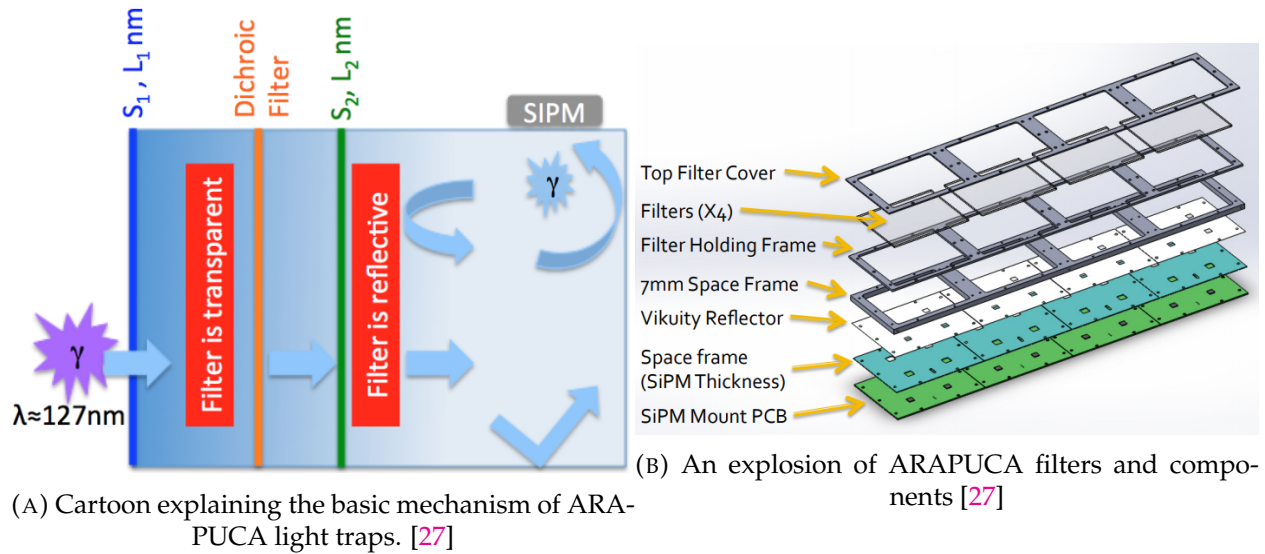 S₁ , L₁ nm
Dichroic
Filter
S₂, L₂ nm
SIPM
γ
Filter is transparent
Filter is reflective
γ
λ≈127nm
(A) Cartoon explaining the basic mechanism of ARA-
PUCA light traps. [27]
Top Filter Cover
Filters (X4)
Filter Holding Frame
7mm Space Frame
Vikuity Reflector
Space frame
(SiPM Thickness)
SiPM Mount PCB
(B) An explosion of ARAPUCA filters and compo-
nents [27]